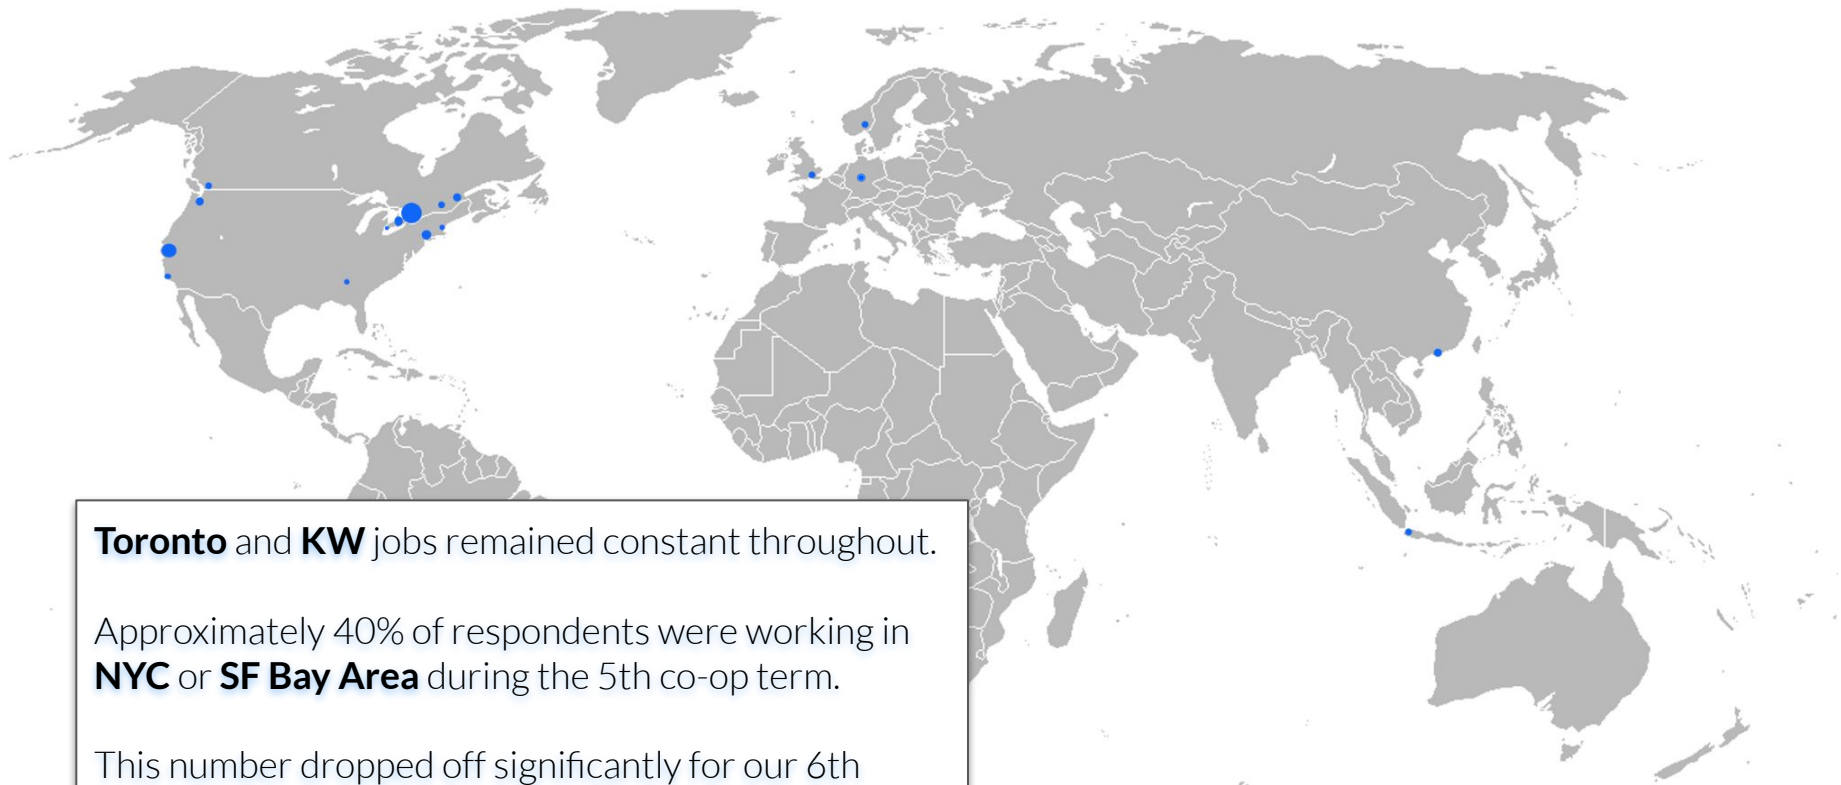 Toronto and KW jobs remained constant throughout.
Approximately 40% of respondents were working in
NYC or SF Bay Area during the 5th co-op term.
This number dropped off significantly for our 6th